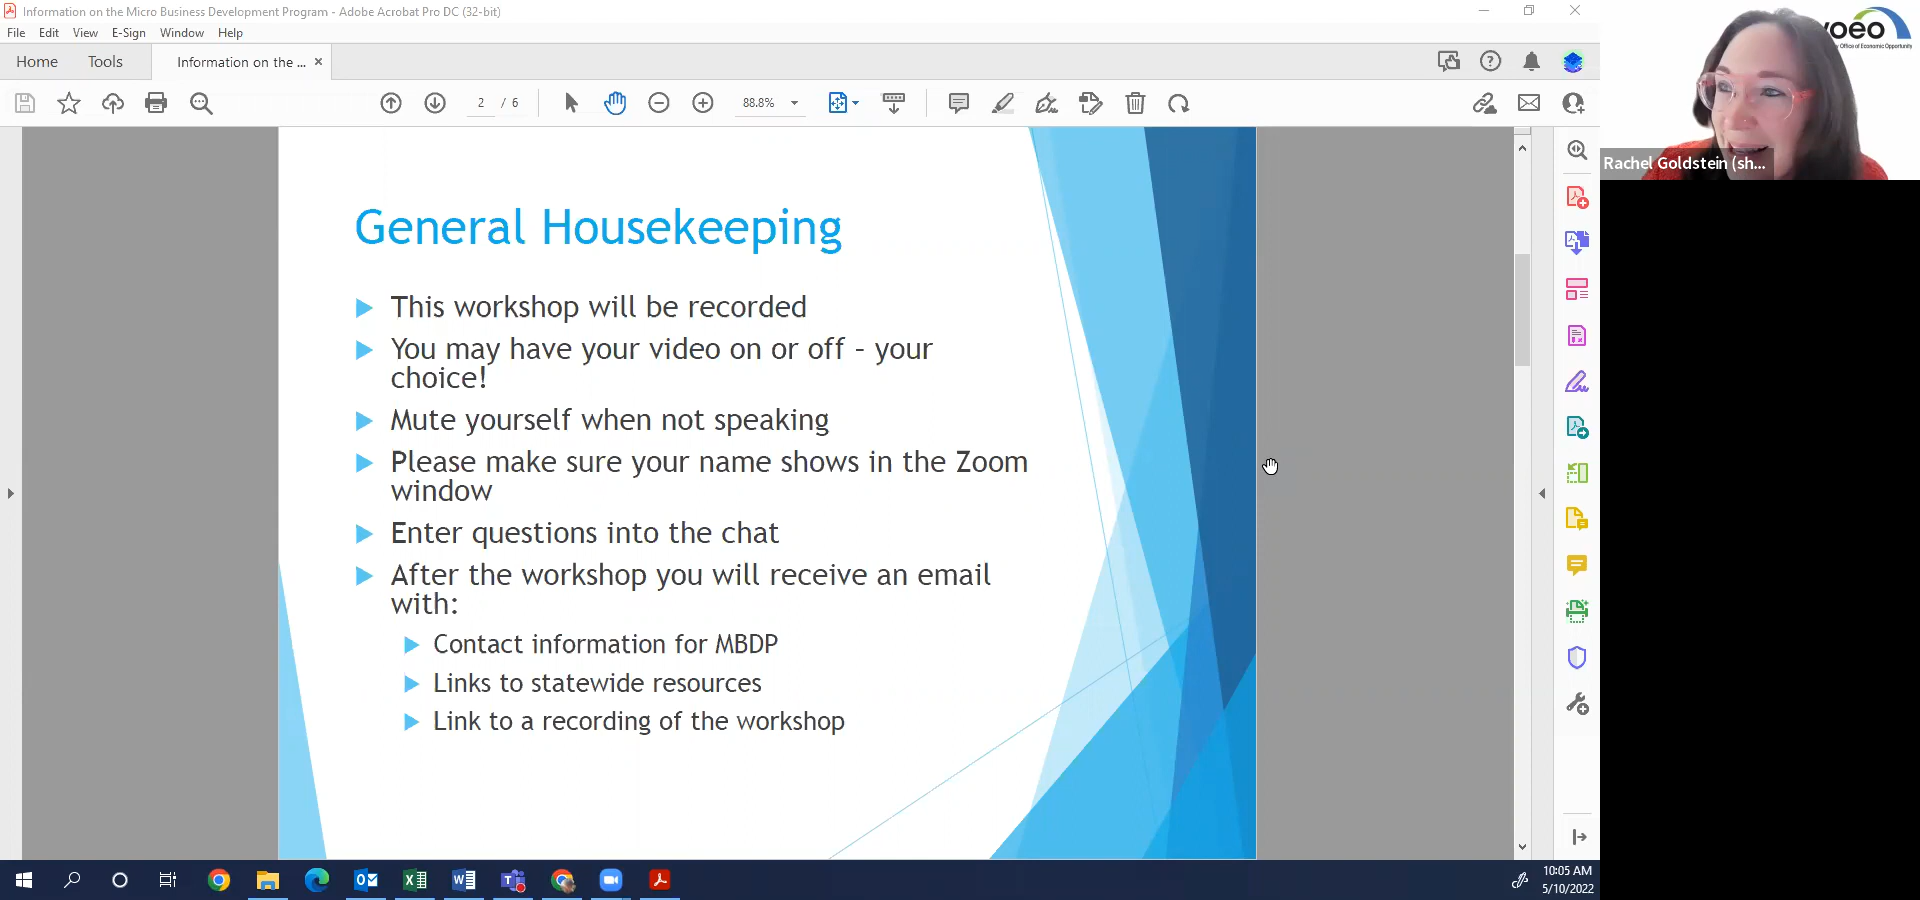 Information on the Micro Business Development Program - Adobe Acrobat Pro DC (32-bit)
File Edit View E-Sign Window Help
Home Tools Information on the ... ×
2 / 6 88.8%
General Housekeeping
This workshop will be recorded
You may have your video on or off – your
choice!
Mute yourself when not speaking
Please make sure your name shows in the Zoom
window
Enter questions into the chat
After the workshop you will receive an email
with:
Contact information for MBDP
Links to statewide resources
Link to a recording of the workshop
voeo
Office of Economic Opportunity
Rachel Goldstein (sh...
10:05 AM
5/10/2022